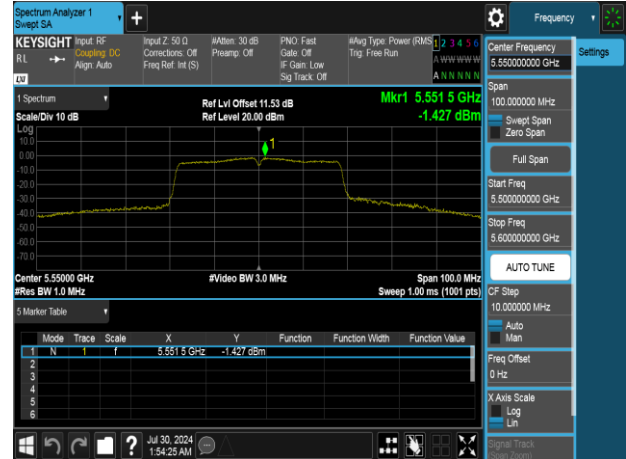 Spectrum Analyzer 1
Swept SA
+
Frequency
KEYSIGHT
Input: RF
Coupling: DC
Align: Auto
Input Z: 50 Ω
Corrections: Off
Freq Ref: Int (S)
#Atten: 30 dB
Preamp: Off
PNO: Fast
Gate: Off
IF Gain: Low
Sig Track: Off
#Avg Type: Power (RMS
Trig: Free Run
1 2 3 4 5 6
A W W W W W
A N N N N N
RL
LXI
1 Spectrum
Scale/Div 10 dB
Ref Lvl Offset 11.53 dB
Ref Level 20.00 dBm
Mkr1 5.551 5 GHz
-1.427 dBm
Log
10.0
0.00
-10.0
-20.0
-30.0
-40.0
-50.0
-60.0
-70.0
1
Center 5.55000 GHz
#Res BW 1.0 MHz
#Video BW 3.0 MHz
Span 100.0 MHz
Sweep 1.00 ms (1001 pts)
5 Marker Table
Mode Trace Scale X Y Function Function Width Function Value
1 N 1 f 5.551 5 GHz -1.427 dBm
2
3
4
5
6
Jul 30, 2024
1:54:25 AM
?
Center Frequency
5.550000000 GHz
Settings
Span
100.000000 MHz
Swept Span
Zero Span
Full Span
Start Freq
5.500000000 GHz
Stop Freq
5.600000000 GHz
AUTO TUNE
CF Step
10.000000 MHz
Auto
Man
Freq Offset
0 Hz
X Axis Scale
Log
Lin
Signal Track
(Span Zoom)